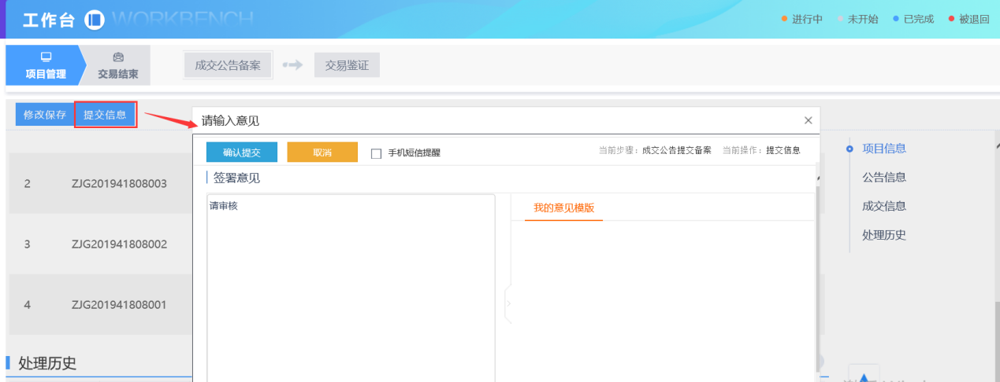 工作台 WORKBENCH
进行中 未开始 已完成 被退回
项目管理 交易结束 成交公告备案 交易鉴证
修改保存 提交信息
请输入意见
确认提交 取消 手机短信提醒 当前步骤：成交公告提交备案 当前操作：提交信息
项目信息
签署意见
公告信息
2 ZJG201941808003
请审核
我的意见模版
成交信息
处理历史
3 ZJG201941808002
4 ZJG201941808001
处理历史